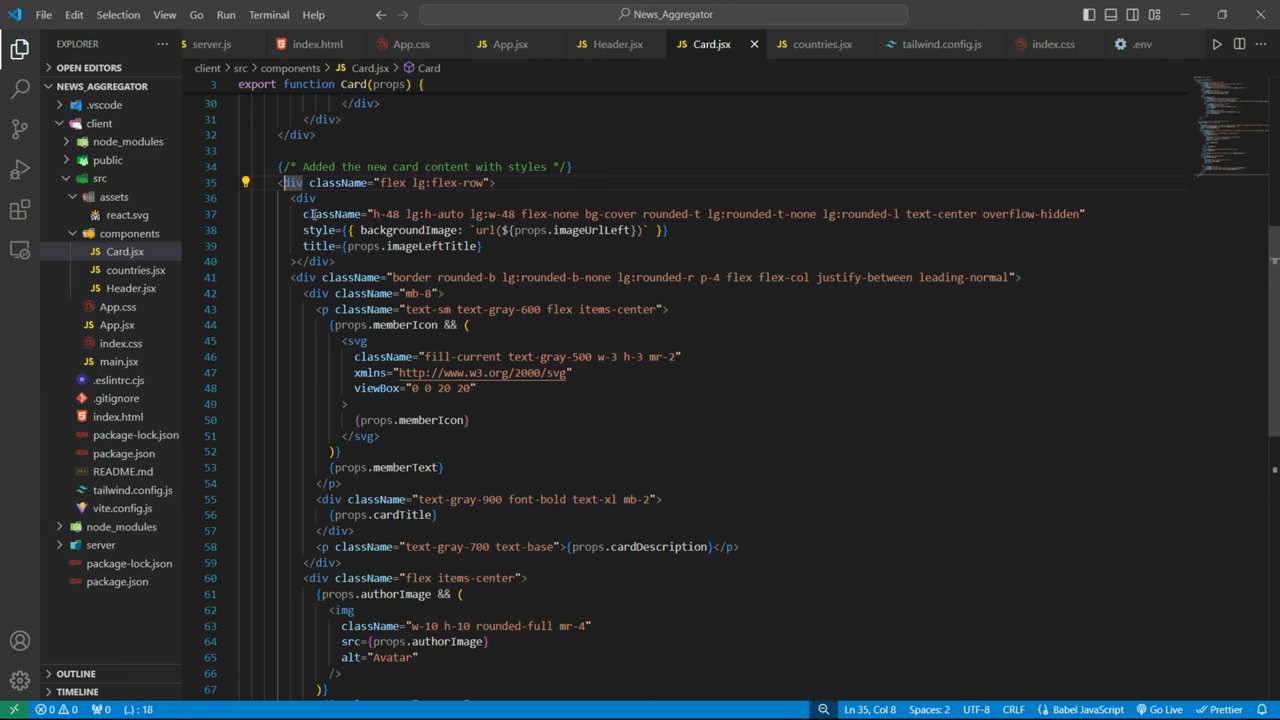 File Edit Selection View Go Run Terminal Help
News_Aggregator
EXPLORER
server.js index.html App.css App.jsx Header.jsx Card.jsx countries.jsx tailwind.config.js index.css .env
OPEN EDITORS
NEWS_AGGREGATOR
.vscode
client
node_modules
public
src
assets
react.svg
components
Card.jsx
countries.jsx
Header.jsx
App.css
App.jsx
index.css
main.jsx
.eslintrc.cjs
.gitignore
index.html
package-lock.json
package.json
README.md
tailwind.config.js
vite.config.js
node_modules
server
package-lock.json
package.json
OUTLINE
TIMELINE
client > src > components > Card.jsx > Card
3 export function Card(props) {
30 </div>
31 </div>
32 </div>
33
34 {/* Added the new card content with styles */}
35 <div className="flex lg:flex-row">
36 <div
37 className="h-48 lg:h-auto lg:w-48 flex-none bg-cover rounded-t lg:rounded-t-none lg:rounded-l text-center overflow-hidden"
38 style={{ backgroundImage: `url(${props.imageUrlLeft})` }}
39 title={props.imageLeftTitle}
40 ></div>
41 <div className="border rounded-b lg:rounded-b-none lg:rounded-r p-4 flex flex-col justify-between leading-normal">
42 <div className="mb-8">
43 <p className="text-sm text-gray-600 flex items-center">
44 {props.memberIcon && (
45 <svg
46 className="fill-current text-gray-500 w-3 h-3 mr-2"
47 xmlns="http://www.w3.org/2000/svg"
48 viewBox="0 0 20 20"
49 >
50 {props.memberIcon}
51 </svg>
52 )}
53 {props.memberText}
54 </p>
55 <div className="text-gray-900 font-bold text-xl mb-2">
56 {props.cardTitle}
57 </div>
58 <p className="text-gray-700 text-base">{props.cardDescription}</p>
59 </div>
60 <div className="flex items-center">
61 {props.authorImage && (
62 <img
63 className="w-10 h-10 rounded-full mr-4"
64 src={props.authorImage}
65 alt="Avatar"
66 />
67 )}
0 0 0 {..} : 18 Ln 35, Col 8 Spaces: 2 UTF-8 CRLF Babel JavaScript Go Live Prettier